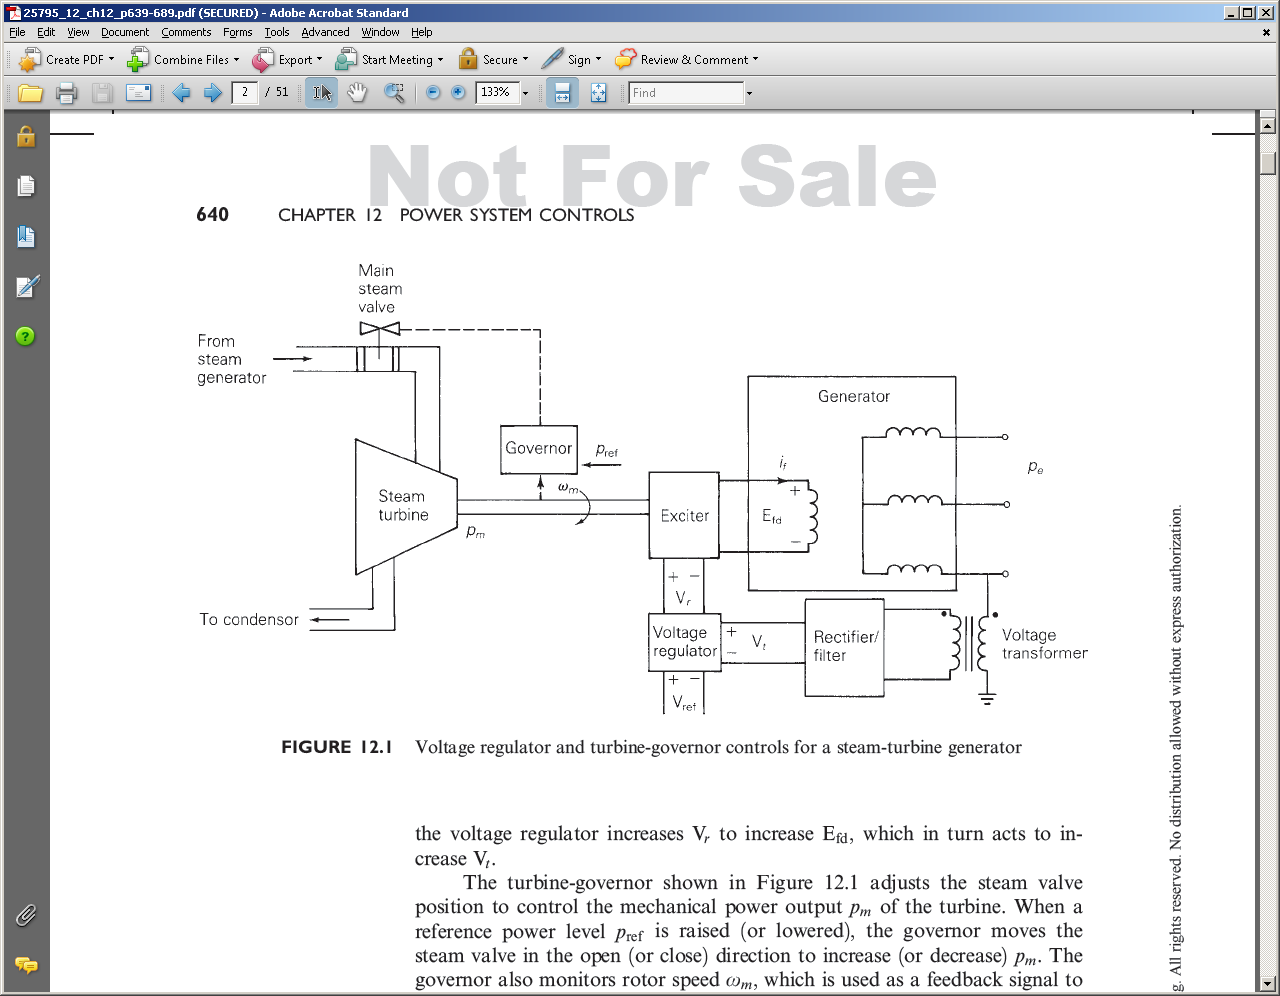 25795_12_ch12_p639-689.pdf (SECURED) - Adobe Acrobat Standard
File Edit View Document Comments Forms Tools Advanced Window Help
Create PDF Combine Files Export Start Meeting Secure Sign Review & Comment
2 / 51 133% Find
Not For Sale
640 CHAPTER 12 POWER SYSTEM CONTROLS
Main
steam
valve
From
steam
generator
Generator
Governor
pref
if
pe
ωm
+
Steam
turbine
Exciter
Efd
pm
−
+ −
Vr
To condensor
Voltage
regulator
+
Vt
−
Rectifier/
filter
Voltage
transformer
+ −
Vref
FIGURE 12.1 Voltage regulator and turbine-governor controls for a steam-turbine generator
the voltage regulator increases Vr to increase Efd, which in turn acts to in-
crease Vt.
The turbine-governor shown in Figure 12.1 adjusts the steam valve
position to control the mechanical power output pm of the turbine. When a
reference power level pref is raised (or lowered), the governor moves the
steam valve in the open (or close) direction to increase (or decrease) pm. The
governor also monitors rotor speed ωm, which is used as a feedback signal to
g. All rights reserved. No distribution allowed without express authorization.